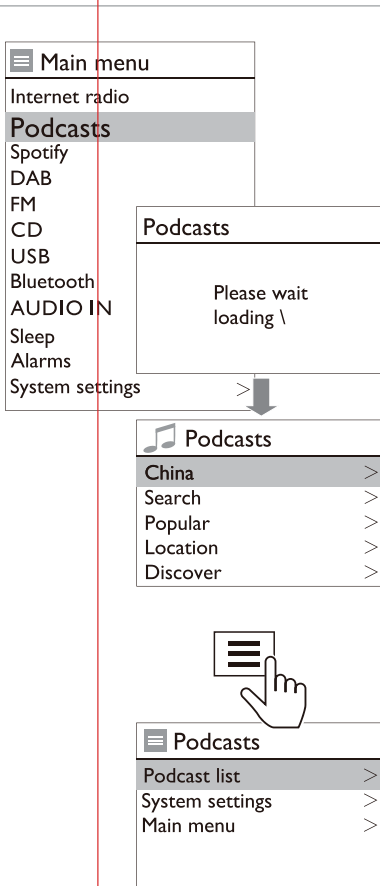 Main menu
Internet radio
Podcasts
Spotify
DAB
FM
CD
USB
Bluetooth
AUDIO IN
Sleep
Alarms
System settings >
Podcasts
Please wait
loading \
Podcasts
China >
Search >
Popular >
Location >
Discover >
Podcasts
Podcast list >
System settings >
Main menu >